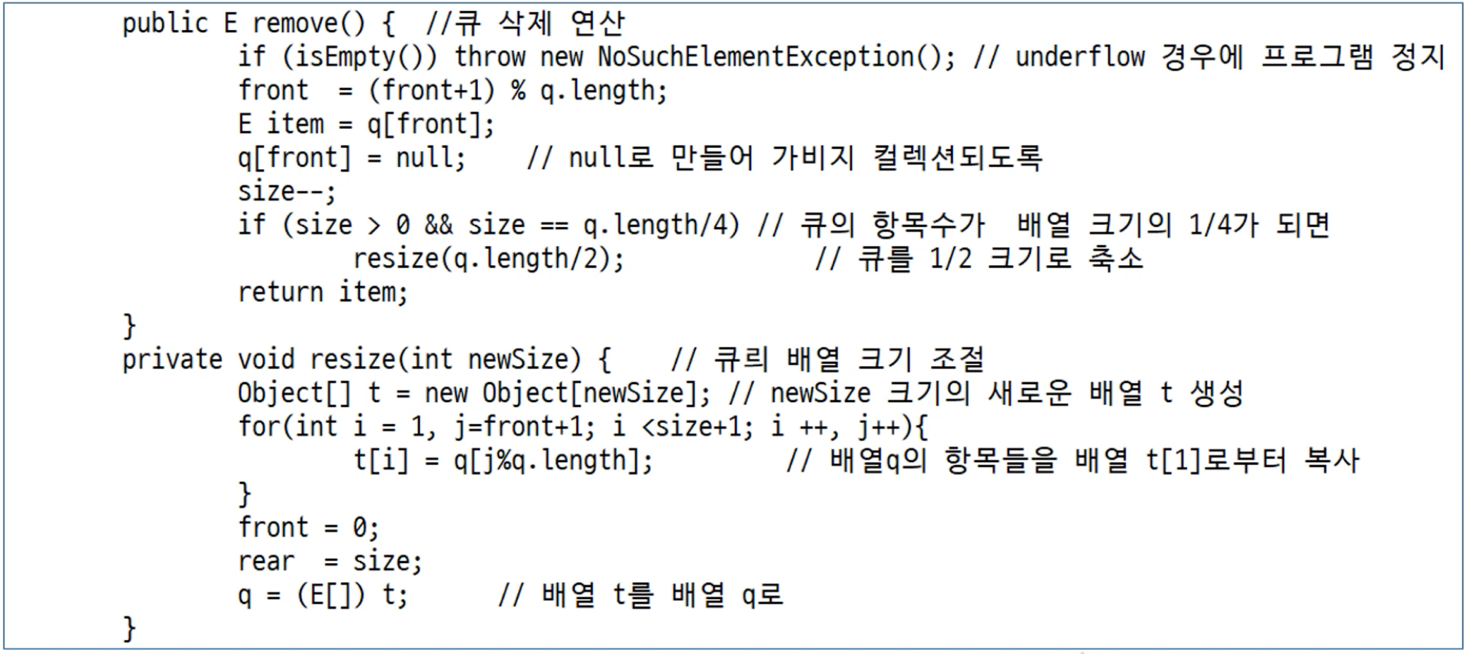 public E remove() {  //큐 삭제 연산
if (isEmpty()) throw new NoSuchElementException(); // underflow 경우에 프로그램 정지
front  = (front+1) % q.length;
E item = q[front];
q[front] = null;    // null로 만들어 가비지 컬렉션되도록
size--;
if (size > 0 && size == q.length/4) // 큐의 항목수가  배열 크기의 1/4가 되면
resize(q.length/2);             // 큐를 1/2 크기로 축소
return item;
}
private void resize(int newSize) {    // 큐릐 배열 크기 조절
Object[] t = new Object[newSize]; // newSize 크기의 새로운 배열 t 생성
for(int i = 1, j=front+1; i <size+1; i ++, j++){
t[i] = q[j%q.length];         // 배열q의 항목들을 배열 t[1]로부터 복사
}
front = 0;
rear  = size;
q = (E[]) t;      // 배열 t를 배열 q로
}